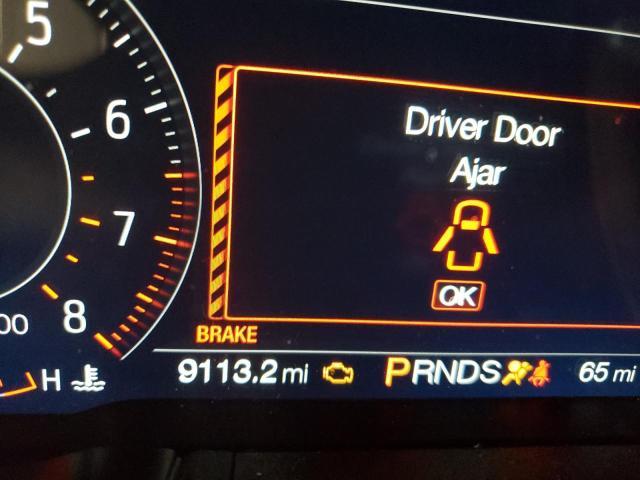 5
6
7
8
00
H
Driver Door
Ajar
OK
BRAKE
9113.2 mi PRNDS 65 mi